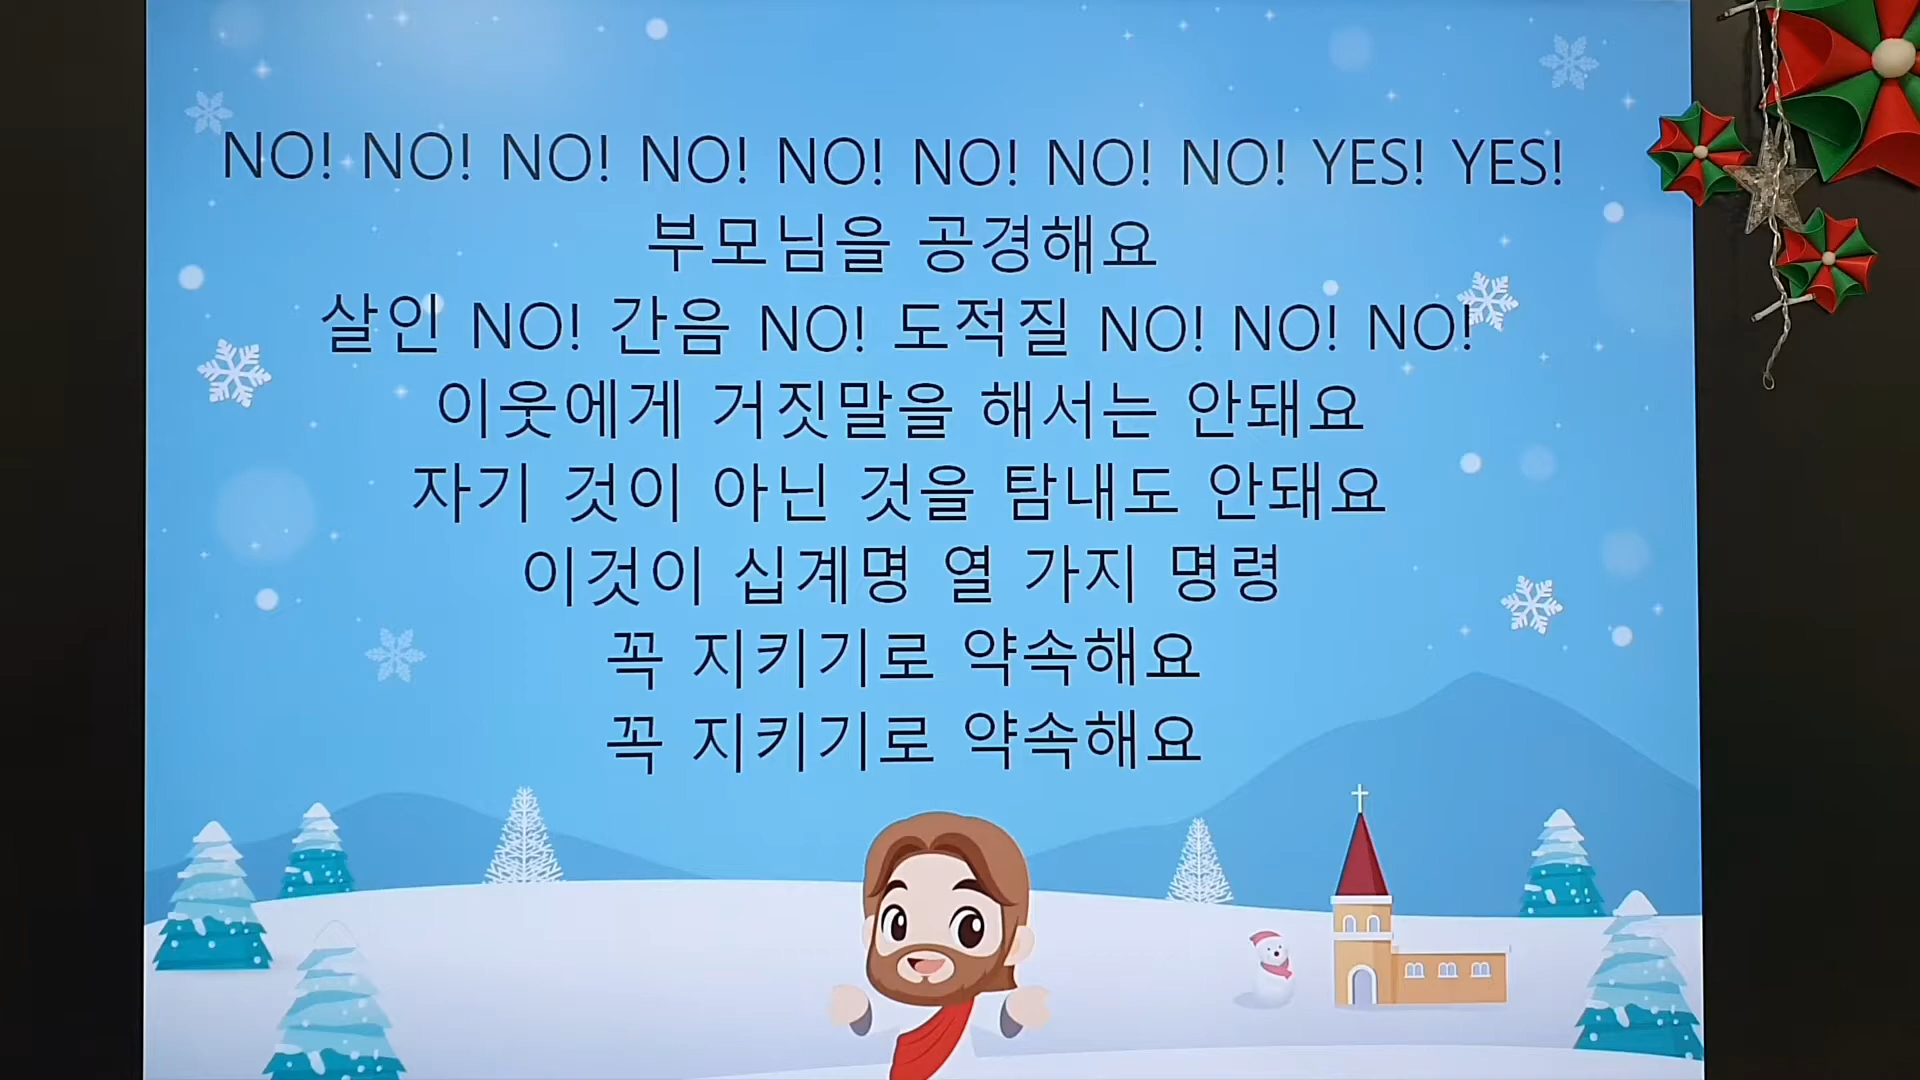 NO! NO! NO! NO! NO! NO! NO! NO! YES! YES!
부모님을 공경해요
살인 NO! 간음 NO! 도적질 NO! NO! NO!
이웃에게 거짓말을 해서는 안돼요
자기 것이 아닌 것을 탐내도 안돼요
이것이 십계명 열 가지 명령
꼭 지키기로 약속해요
꼭 지키기로 약속해요